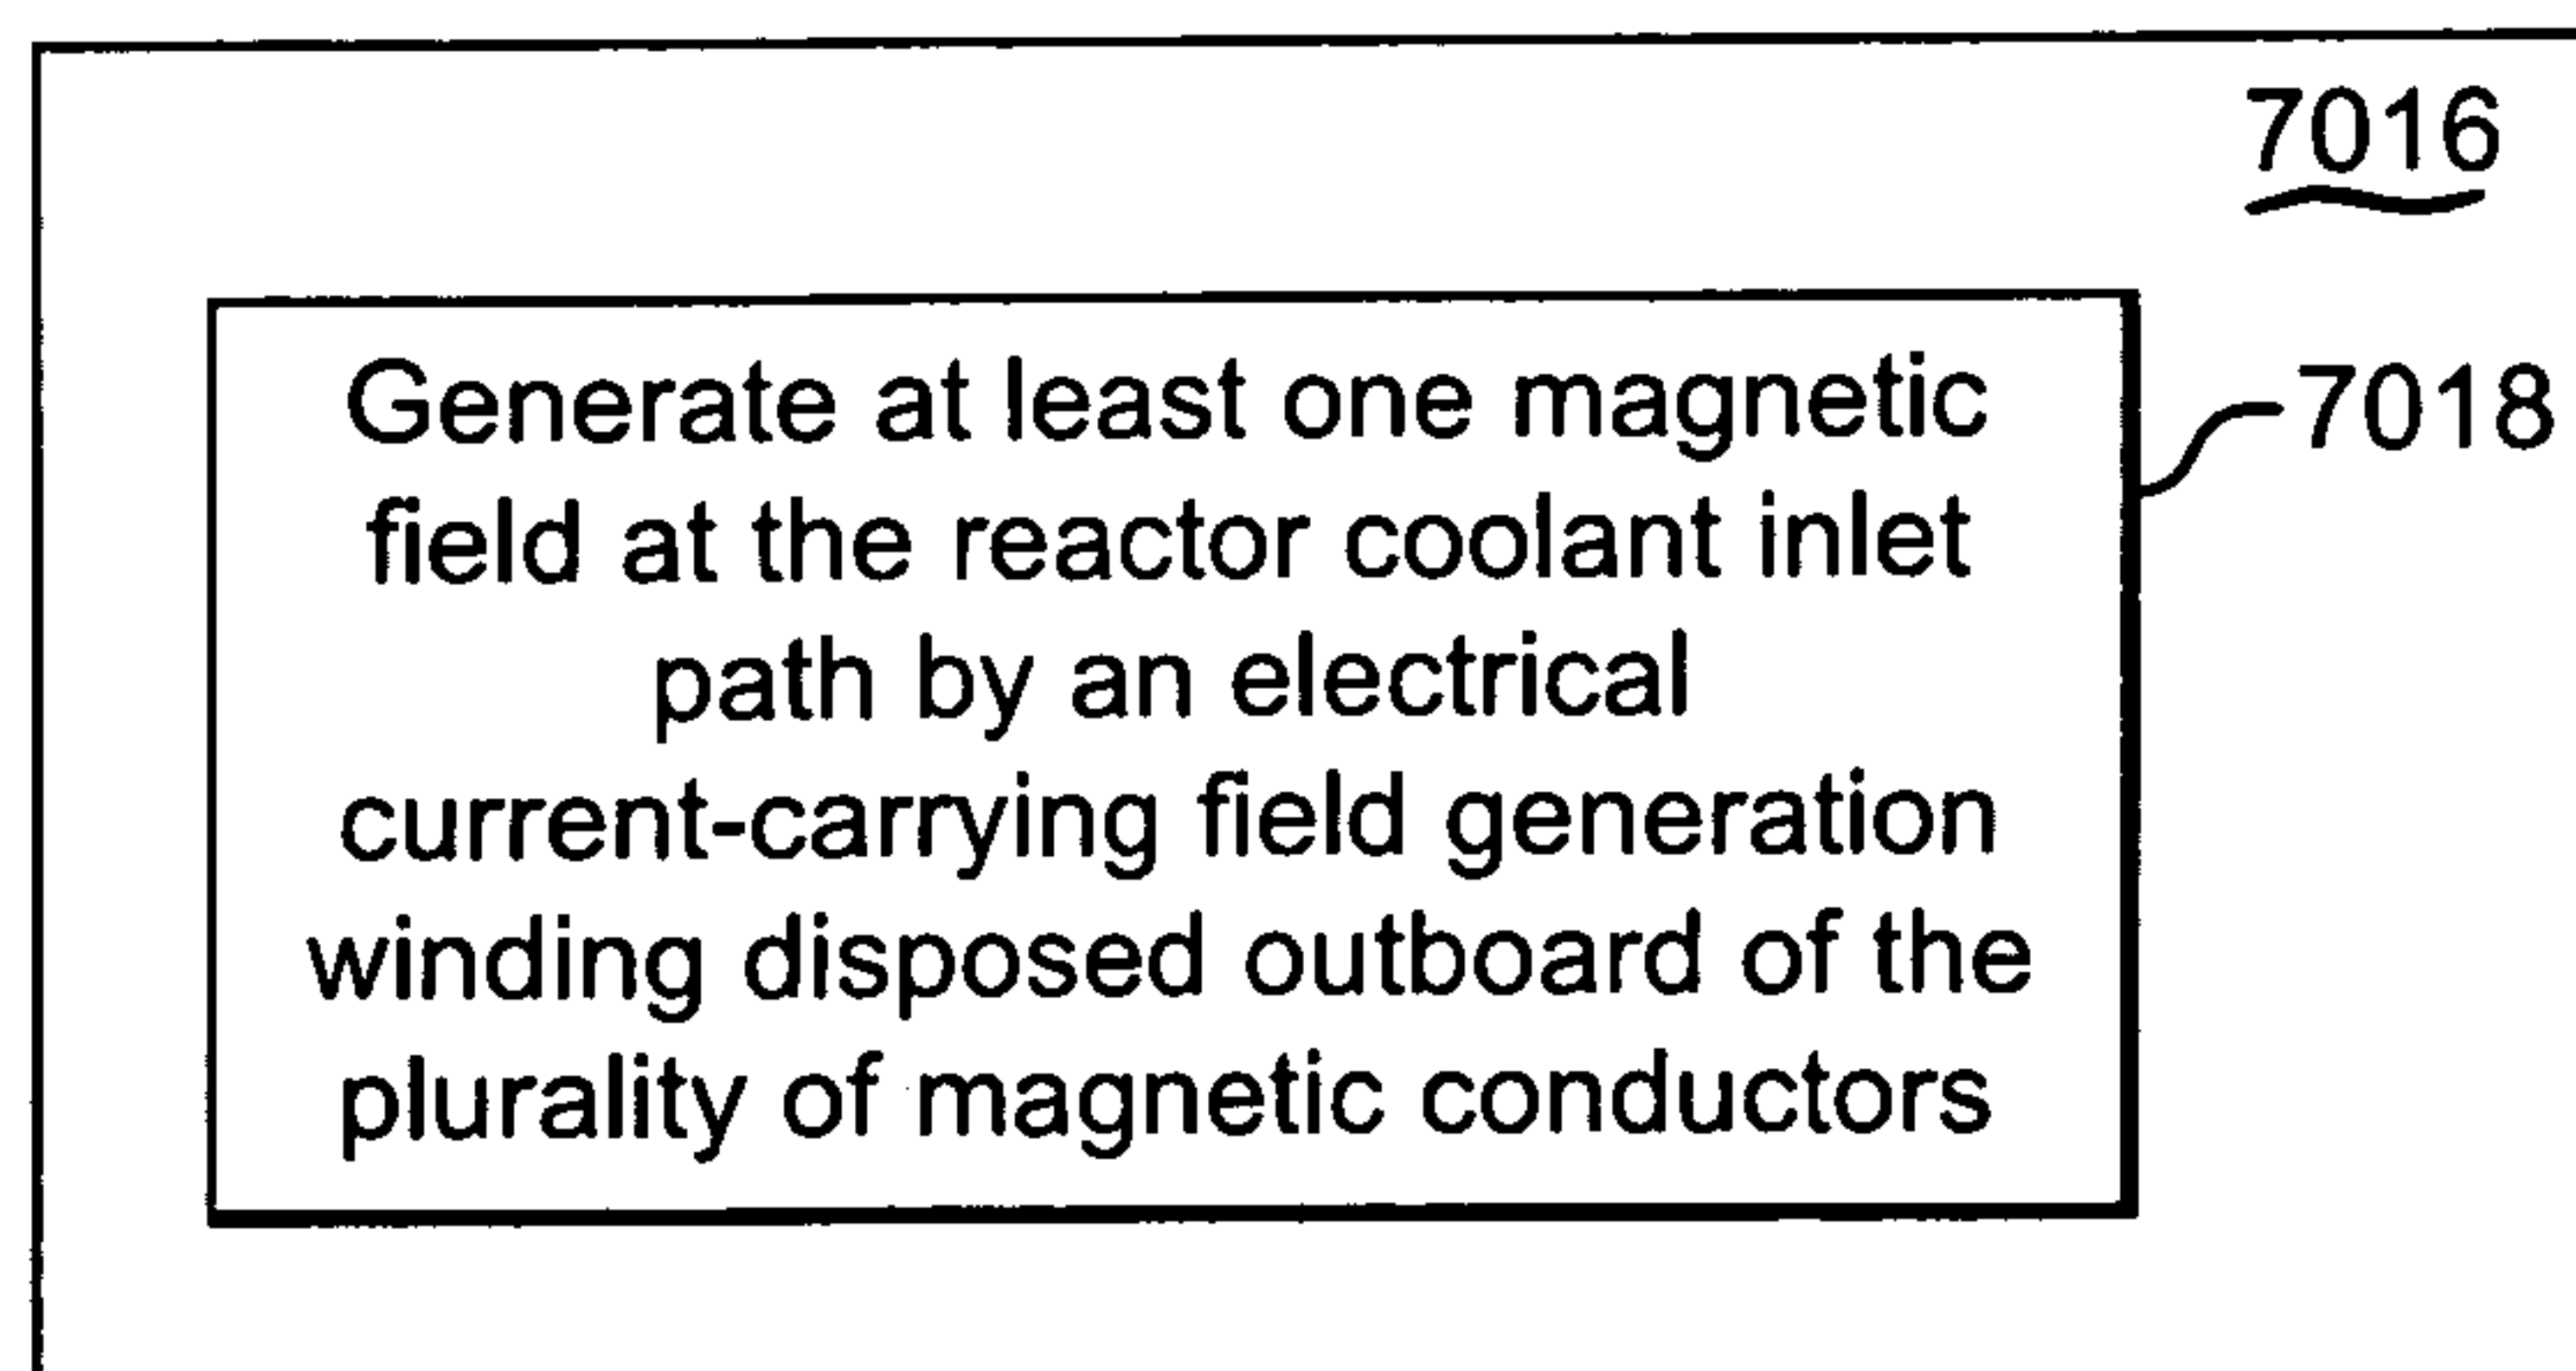 7016
Generate at least one magnetic
field at the reactor coolant inlet
path by an electrical
current-carrying field generation
winding disposed outboard of the
plurality of magnetic conductors
7018